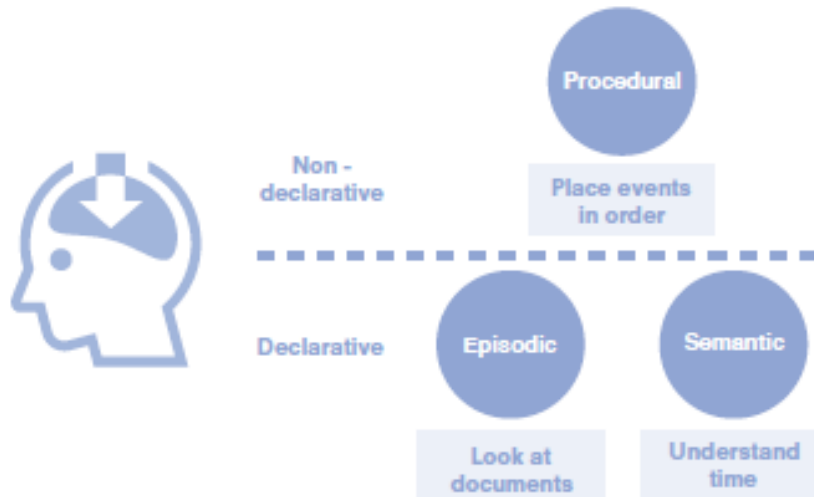 Procedural
Non -
declarative
Place events
in order
Declarative
Episodic
Semantic
Look at
documents
Understand
time